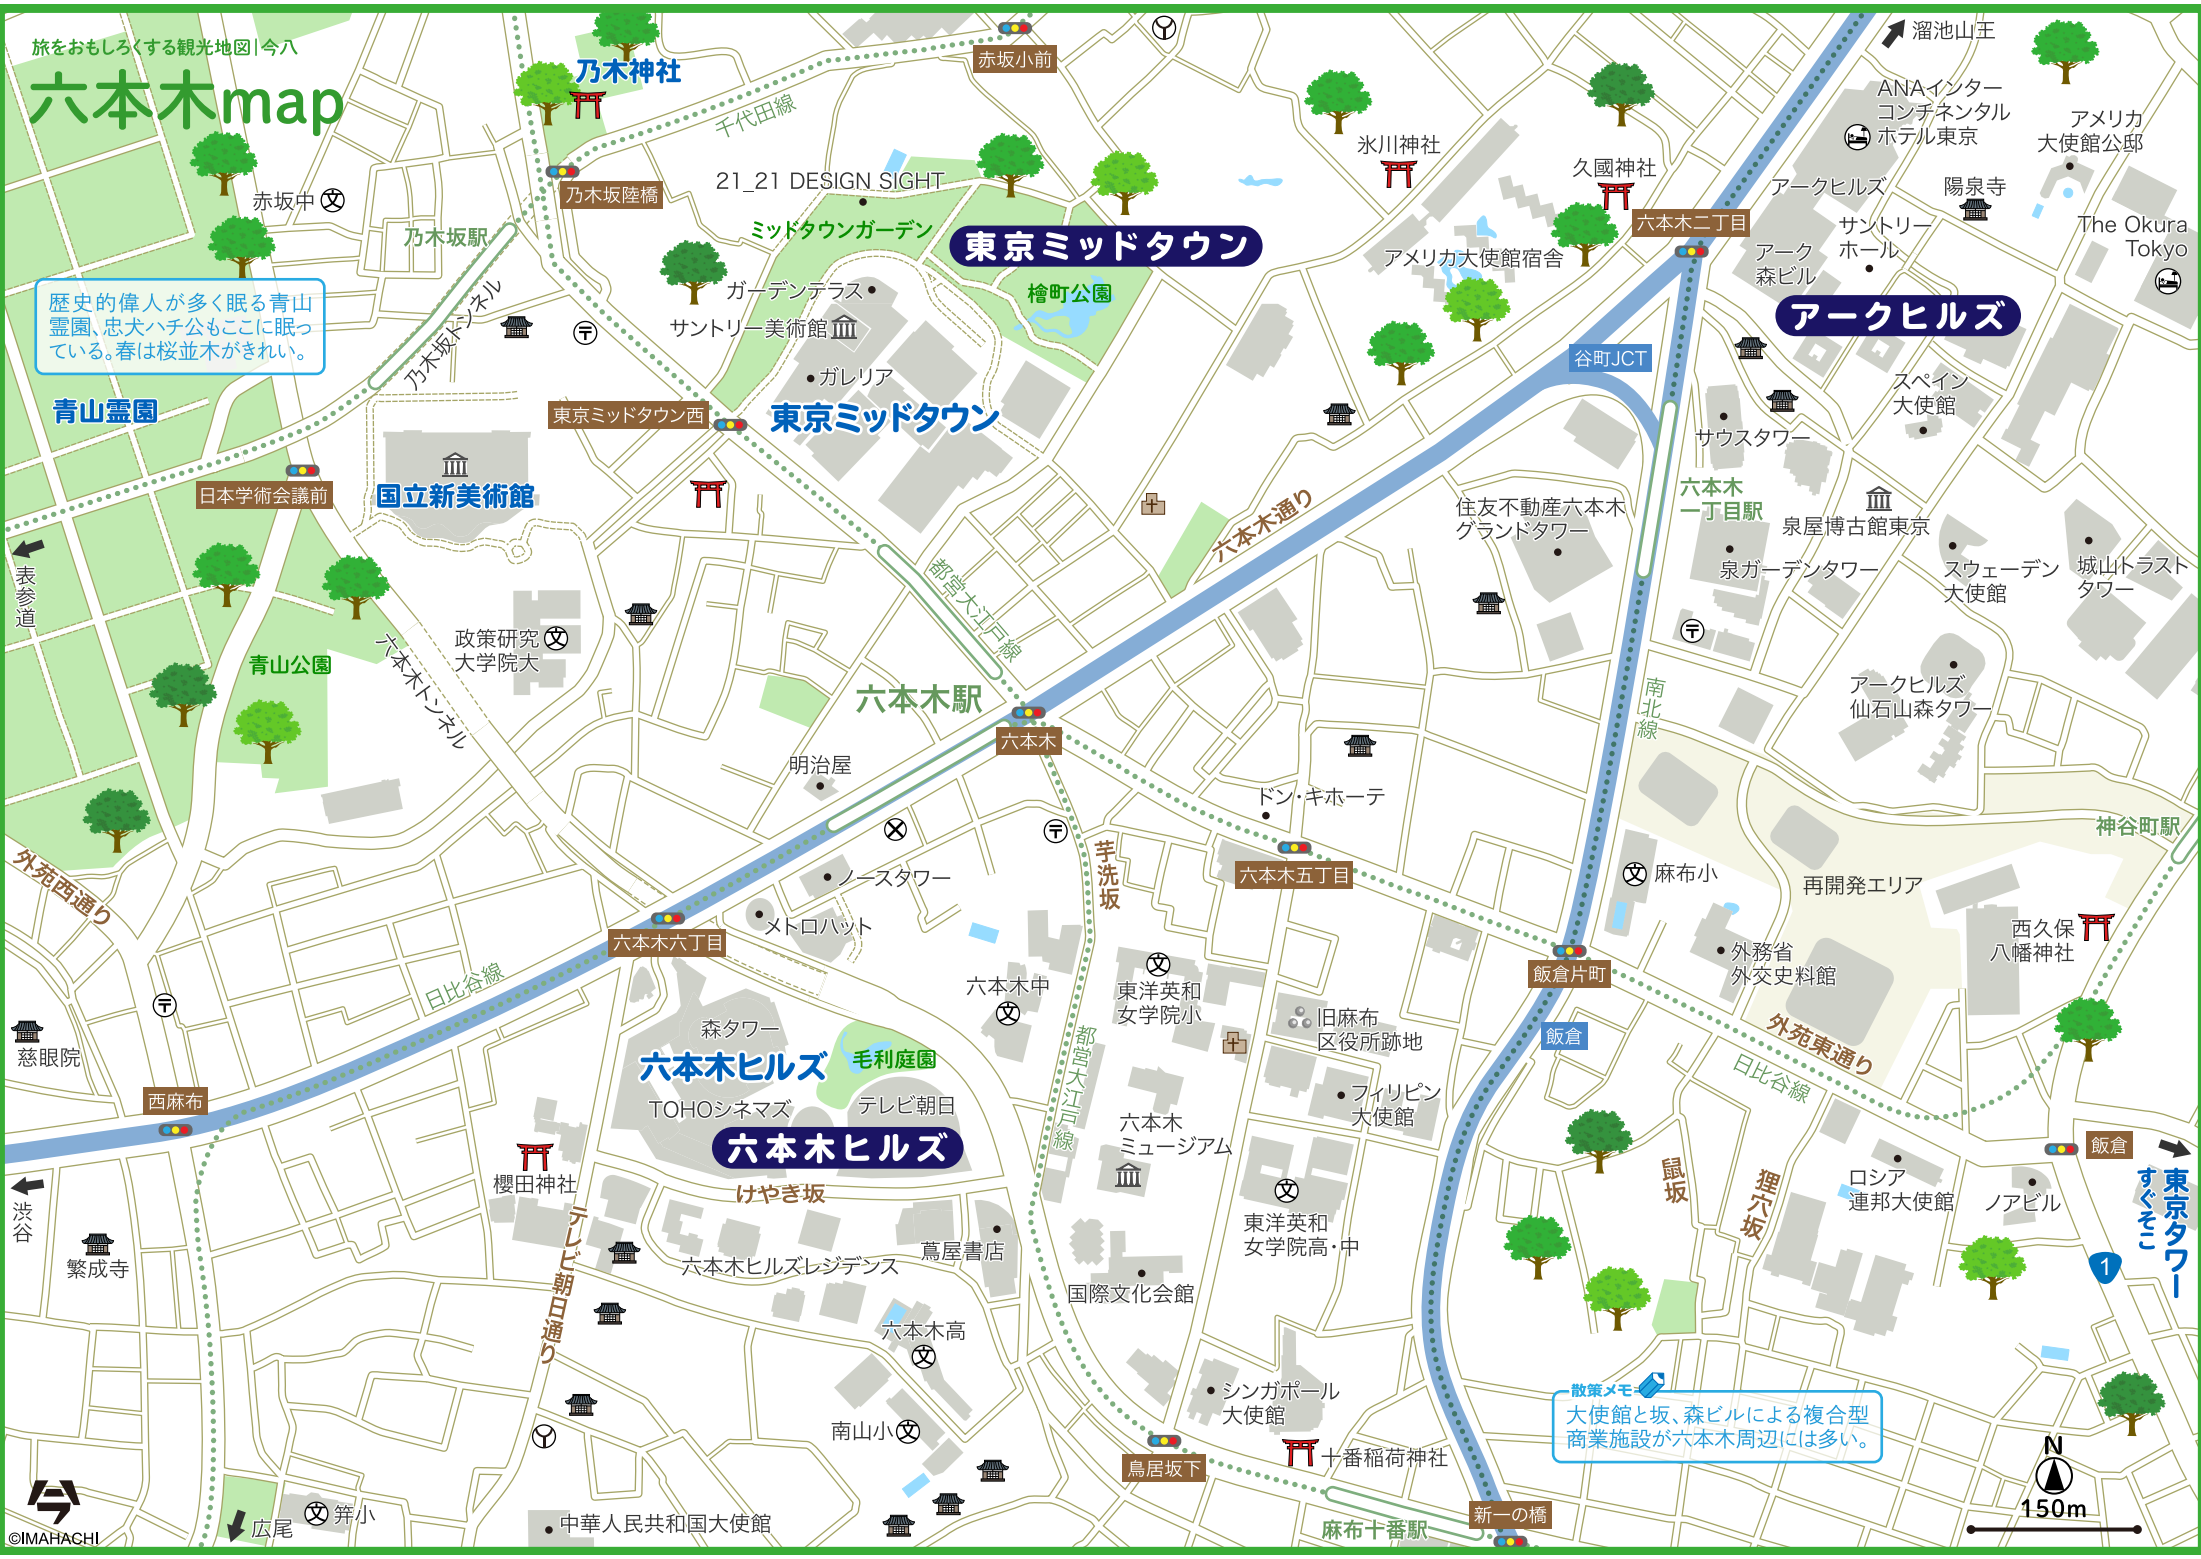 旅をおもしろくする観光地図|今八
六本木map
乃木神社
赤坂小前
溜池山王
ANAインター
コンチネンタル
ホテル東京
アメリカ
大使館公邸
千代田線
氷川神社
久國神社
赤坂中
文
乃木坂陸橋
21_21 DESIGN SIGHT
アークヒルズ
陽泉寺
乃木坂駅
ミッドタウンガーデン
東京ミッドタウン
六本木二丁目
サントリー
ホール
The Okura
Tokyo
アメリカ大使館宿舎
アーク
森ビル
歴史的偉人が多く眠る青山
霊園、忠犬ハチ公もここに眠っ
ている。春は桜並木がきれい。
乃木坂トンネル
ガーデンテラス
檜町公園
サントリー美術館
アークヒルズ
谷町JCT
ガレリア
スペイン
大使館
青山霊園
東京ミッドタウン西
東京ミッドタウン
サウスタワー
日本学術会議前
国立新美術館
六本木通り
住友不動産六本木
グランドタワー
六本木
一丁目駅
泉屋博古館東京
泉ガーデンタワー
スウェーデン
大使館
城山トラスト
タワー
表参道
都営大江戸線
政策研究
大学院大
文
青山公園
六本木トンネル
六本木駅
南北線
アークヒルズ
仙石山森タワー
六本木
明治屋
ドン・キホーテ
神谷町駅
外苑西通り
芋洗坂
ノースタワー
六本木五丁目
文
麻布小
再開発エリア
メトロハット
六本木六丁目
西久保
八幡神社
外務省
外交史料館
飯倉片町
日比谷線
六本木中
文
文
東洋英和
女学院小
旧麻布
区役所跡地
飯倉
外苑東通り
日比谷線
慈眼院
森タワー
六本木ヒルズ
毛利庭園
都営大江戸線
西麻布
TOHOシネマズ
テレビ朝日
フィリピン
大使館
六本木
ミュージアム
六本木ヒルズ
飯倉
櫻田神社
けやき坂
鼠坂
狸穴坂
ロシア
連邦大使館
ノアビル
東京タワー
すぐそこ
渋谷
繁成寺
テレビ朝日通り
文
東洋英和
女学院高・中
蔦屋書店
六本木ヒルズレジデンス
国際文化会館
1
六本木高
文
シンガポール
大使館
散策メモ
大使館と坂、森ビルによる複合型
商業施設が六本木周辺には多い。
南山小
文
十番稲荷神社
鳥居坂下
N
150m
新一の橋
麻布十番駅
中華人民共和国大使館
文
笄小
広尾
©IMAHACHI